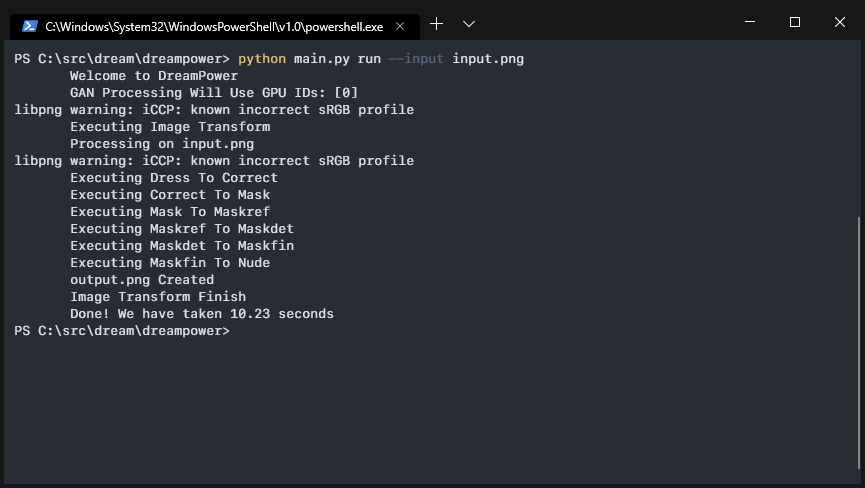 C:\Windows\System32\WindowsPowerShell\v1.0\powershell.exe
PS C:\src\dream\dreampower> python main.py run --input input.png
Welcome to DreamPower
GAN Processing Will Use GPU IDs: [0]
libpng warning: iCCP: known incorrect sRGB profile
Executing Image Transform
Processing on input.png
libpng warning: iCCP: known incorrect sRGB profile
Executing Dress To Correct
Executing Correct To Mask
Executing Mask To Maskref
Executing Maskref To Maskdet
Executing Maskdet To Maskfin
Executing Maskfin To Nude
output.png Created
Image Transform Finish
Done! We have taken 10.23 seconds
PS C:\src\dream\dreampower>